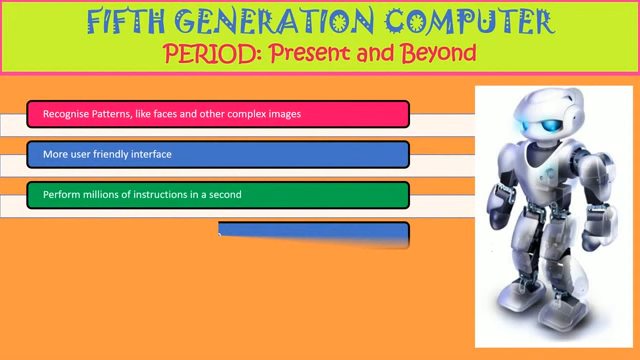 FIFTH GENERATION COMPUTER
PERIOD: Present and Beyond
Recognise Patterns, like faces and other complex images
More user friendly interface
Perform millions of instructions in a second